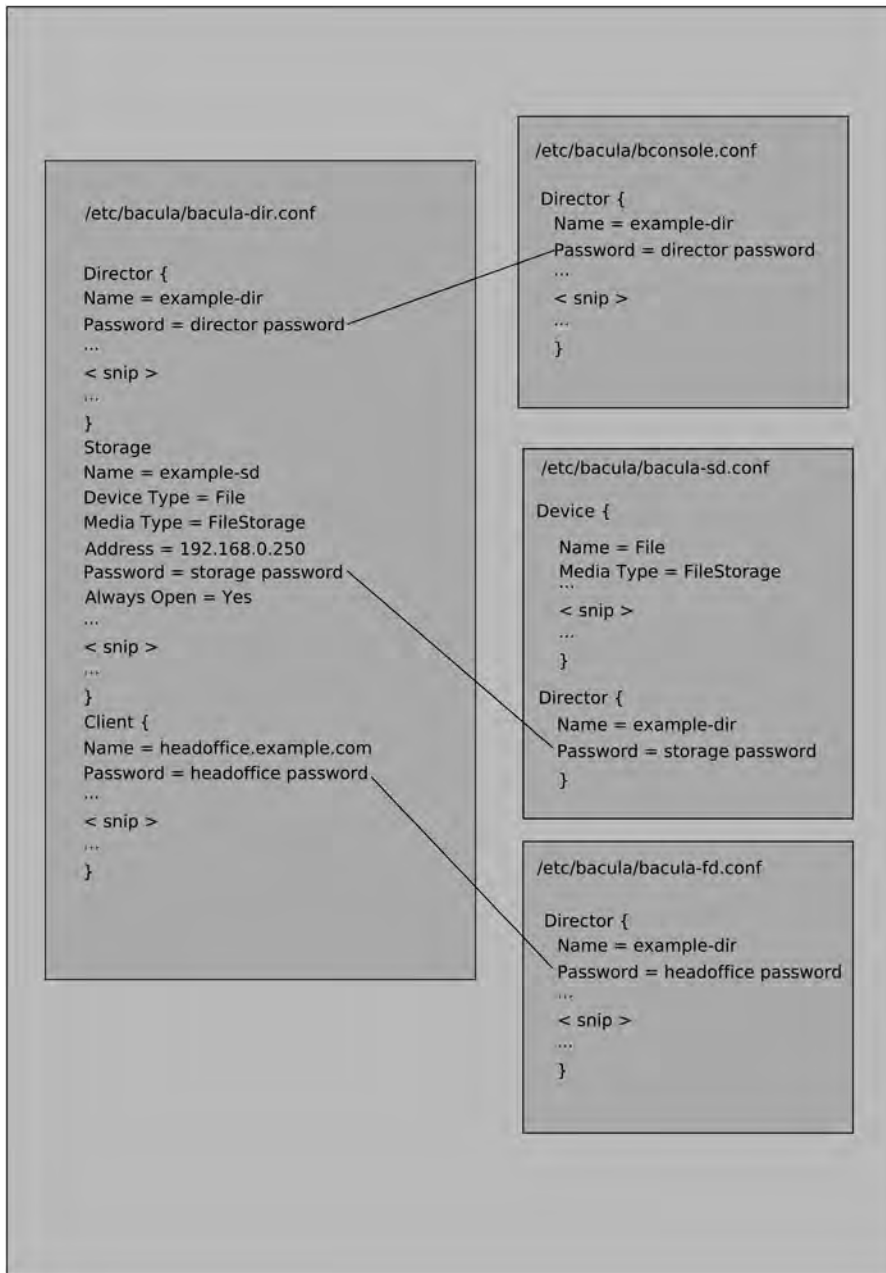 /etc/bacula/bacula-dir.conf
Director {
Name = example-dir
Password = director password
...
< snip >
...
}
Storage
Name = example-sd
Device Type = File
Media Type = FileStorage
Address = 192.168.0.250
Password = storage password
Always Open = Yes
...
< snip >
...
}
Client {
Name = headoffice.example.com
Password = headoffice password
...
< snip >
...
}
/etc/bacula/bconsole.conf
Director {
Name = example-dir
Password = director password
...
< snip >
...
}
/etc/bacula/bacula-sd.conf
Device {
Name = File
Media Type = FileStorage
...
< snip >
...
}
Director {
Name = example-dir
Password = storage password
}
/etc/bacula/bacula-fd.conf
Director {
Name = example-dir
Password = headoffice password
...
< snip >
...
}